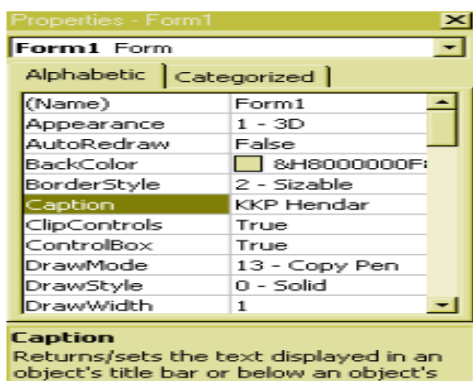 Properties - Form1
Form1 Form
Alphabetic Categorized
(Name) Form1
Appearance 1 - 3D
AutoRedraw False
BackColor &H8000000F&
BorderStyle 2 - Sizable
Caption KKP Hendar
ClipControls True
ControlBox True
DrawMode 13 - Copy Pen
DrawStyle 0 - Solid
DrawWidth 1
Caption
Returns/sets the text displayed in an
object's title bar or below an object's